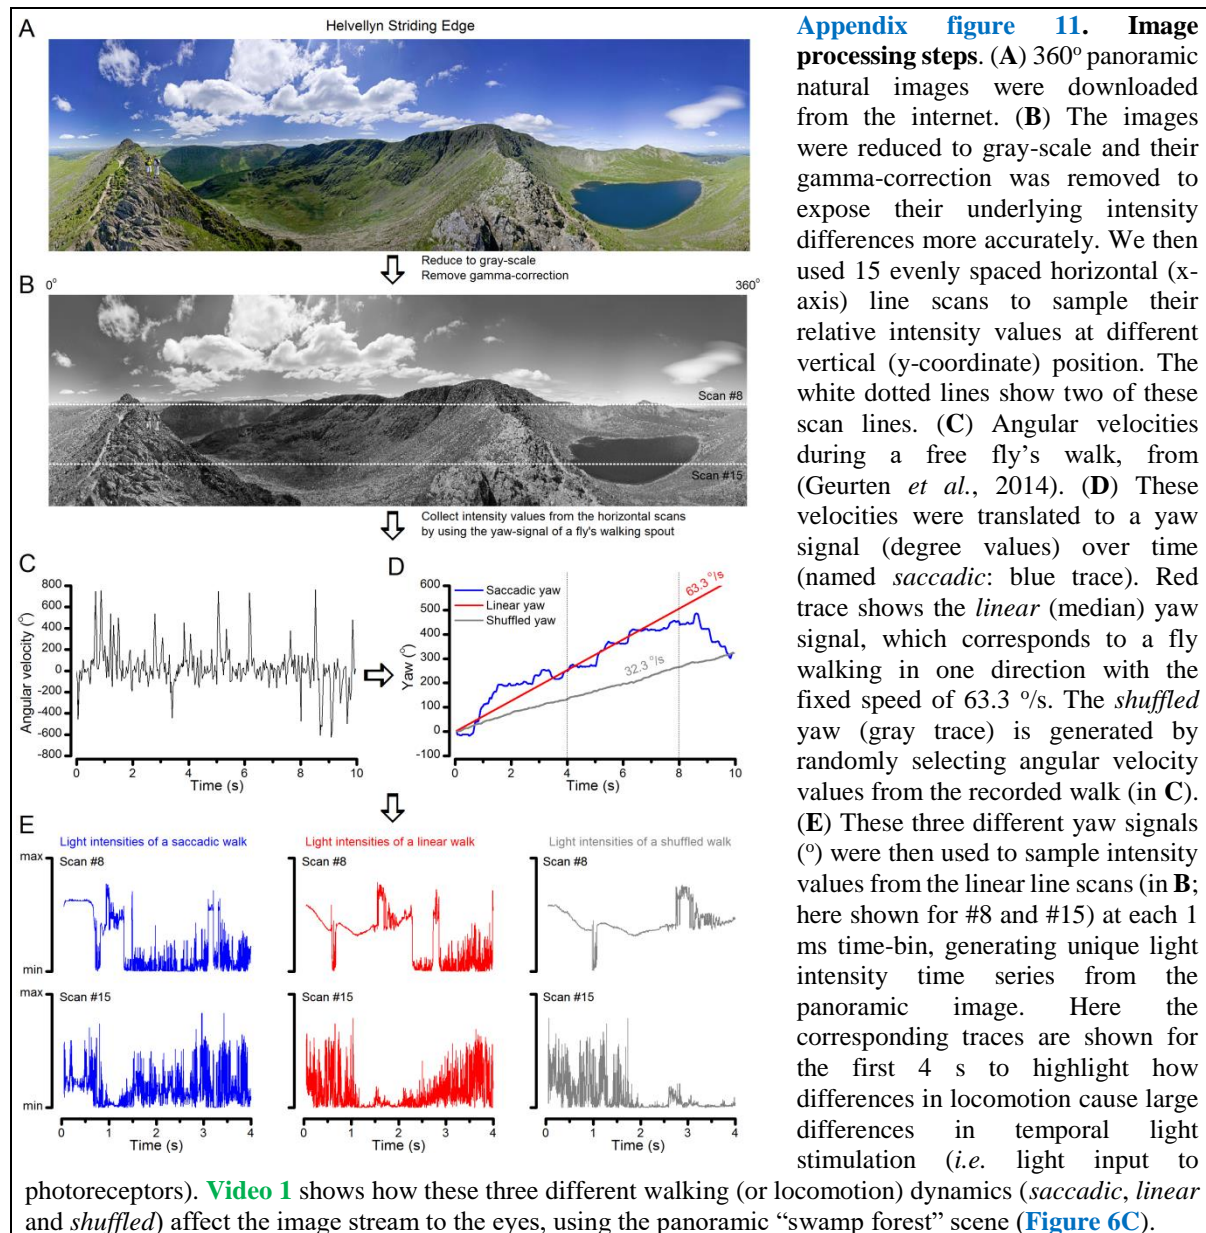 A
Helvellyn Striding Edge
Reduce to gray-scale
Remove gamma-correction
B
0°
360°
Scan #8
Scan #15
Collect intensity values from the horizontal scans
by using the yaw-signal of a fly's walking spout
C
800
600
400
200
0
-200
-400
-600
-800
Angular velocity (°)
0 2 4 6 8 10
Time (s)
D
600
500
400
300
200
100
0
-100
Yaw (°)
Saccadic yaw
Linear yaw
Shuffled yaw
63.3 °/s
32.3 °/s
0 2 4 6 8 10
Time (s)
E
Light intensities of a saccadic walk
Light intensities of a linear walk
Light intensities of a shuffled walk
max
Scan #8
Scan #8
Scan #8
min
max
Scan #15
Scan #15
Scan #15
min
0 1 2 3 4
0 1 2 3 4
0 1 2 3 4
Time (s)
Time (s)
Time (s)
Appendix figure 11. Image
processing steps. (A) 360° panoramic
natural images were downloaded
from the internet. (B) The images
were reduced to gray-scale and their
gamma-correction was removed to
expose their underlying intensity
differences more accurately. We then
used 15 evenly spaced horizontal (x-
axis) line scans to sample their
relative intensity values at different
vertical (y-coordinate) position. The
white dotted lines show two of these
scan lines. (C) Angular velocities
during a free fly's walk, from
(Geurten et al., 2014). (D) These
velocities were translated to a yaw
signal (degree values) over time
(named saccadic: blue trace). Red
trace shows the linear (median) yaw
signal, which corresponds to a fly
walking in one direction with the
fixed speed of 63.3 °/s. The shuffled
yaw (gray trace) is generated by
randomly selecting angular velocity
values from the recorded walk (in C).
(E) These three different yaw signals
(°) were then used to sample intensity
values from the linear line scans (in B;
here shown for #8 and #15) at each 1
ms time-bin, generating unique light
intensity time series from the
panoramic image. Here the
corresponding traces are shown for
the first 4 s to highlight how
differences in locomotion cause large
differences in temporal light
stimulation (i.e. light input to
photoreceptors). Video 1 shows how these three different walking (or locomotion) dynamics (saccadic, linear
and shuffled) affect the image stream to the eyes, using the panoramic “swamp forest” scene (Figure 6C).